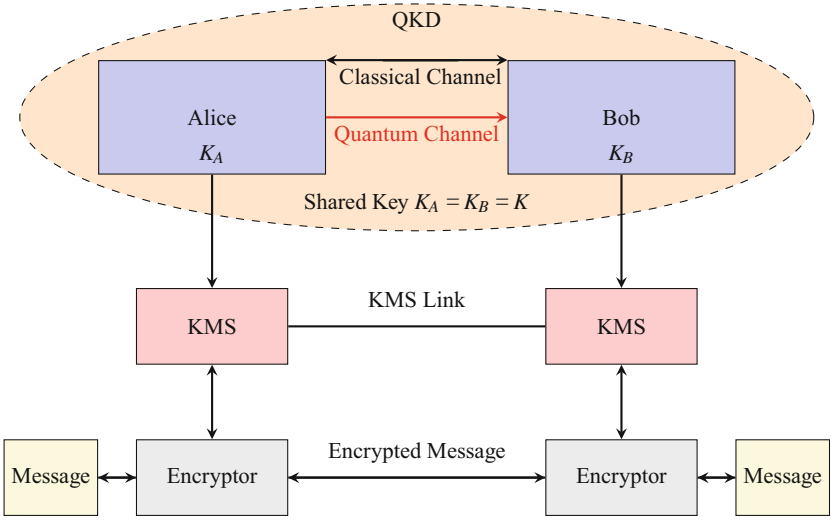 QKD
Classical Channel
Alice
Bob
Quantum Channel
K_A
K_B
Shared Key K_A = K_B = K
KMS Link
KMS
KMS
Encrypted Message
Message
Encryptor
Encryptor
Message